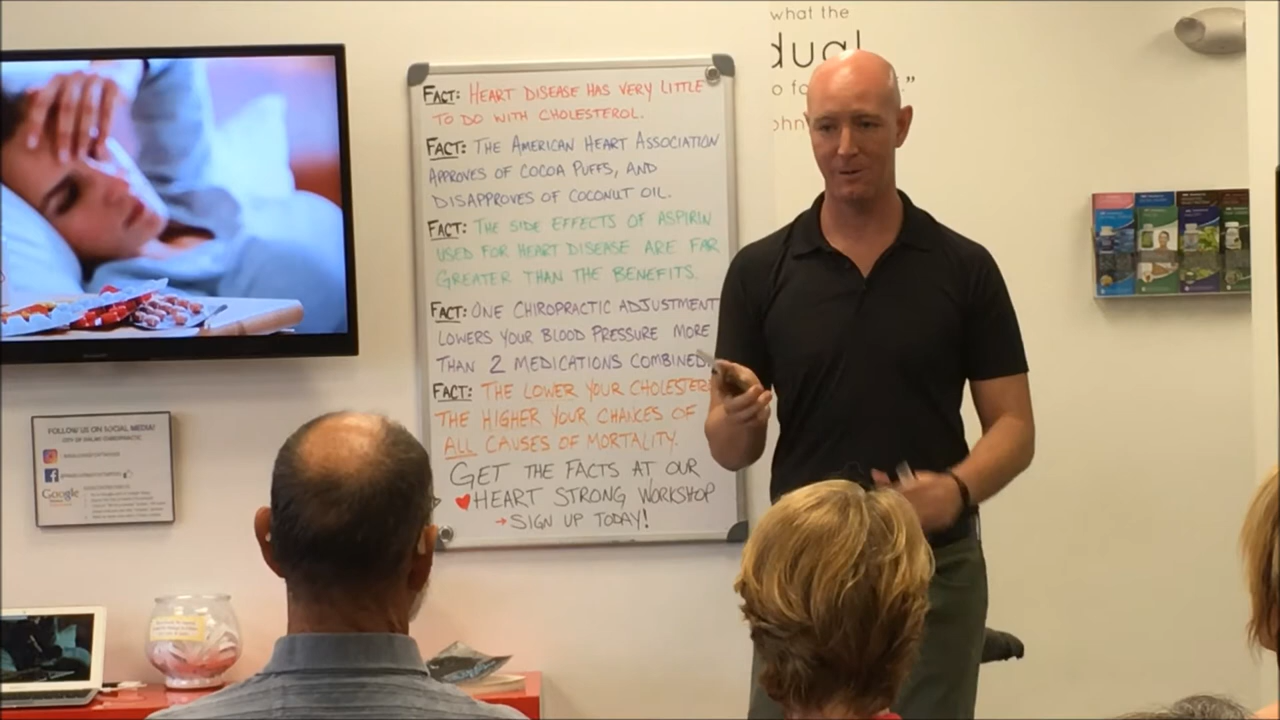 what the
dual
o fo
."
ohn
FACT: HEART DISEASE HAS VERY LITTLE
TO DO WITH CHOLESTEROL.
FACT: THE AMERICAN HEART ASSOCIATION
APPROVES OF COCOA PUFFS, AND
DISAPPROVES OF COCONUT OIL.
FACT: THE SIDE EFFECTS OF ASPIRIN
USED FOR HEART DISEASE ARE FAR
GREATER THAN THE BENEFITS.
FACT: ONE CHIROPRACTIC ADJUSTMENT
LOWERS YOUR BLOOD PRESSURE MORE
THAN 2 MEDICATIONS COMBINED.
FACT: THE LOWER YOUR CHOLESTER
THE HIGHER YOUR CHANCES OF
ALL CAUSES OF MORTALITY.
GET THE FACTS AT OUR
HEART STRONG WORKSHOP
→SIGN UP TODAY!
FOLLOW US ON SOCIAL MEDIA!
Google